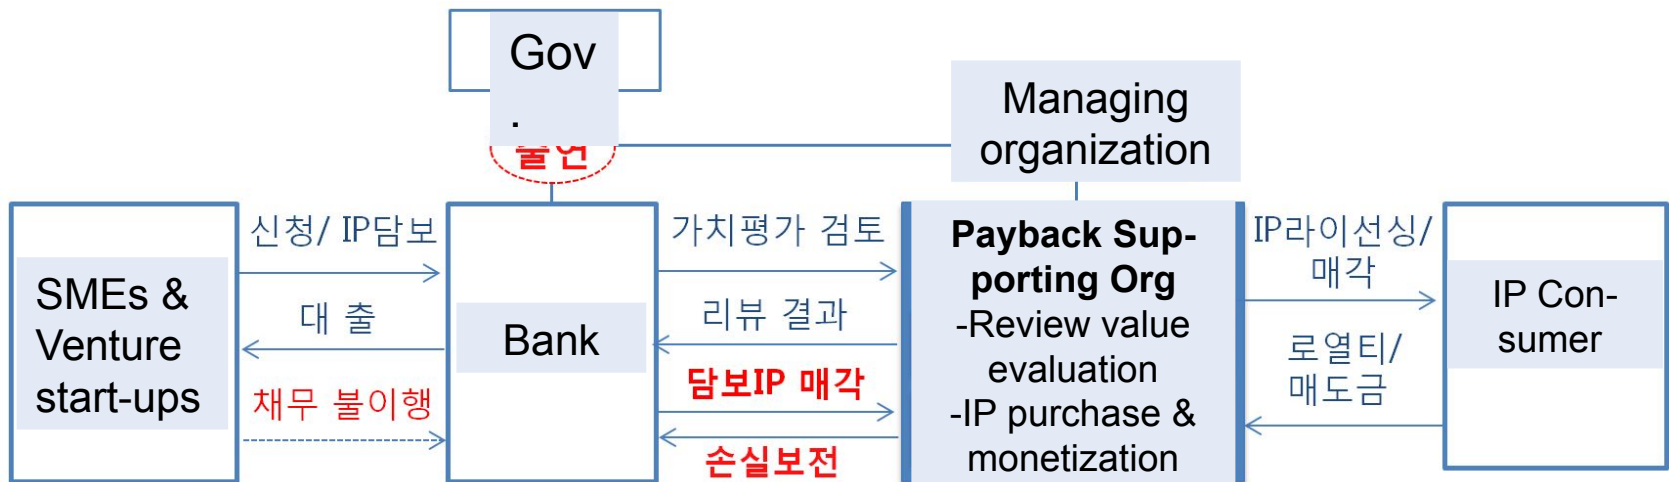 Gov
.
출연
Managing
organization
SMEs &
Venture
start-ups
신청/ IP담보
대 출
채무 불이행
Bank
가치평가 검토
리뷰 결과
담보IP 매각
손실보전
Payback Sup-
porting Org
-Review value
evaluation
-IP purchase &
monetization
IP라이선싱/
매각
로열티/
매도금
IP Con-
sumer